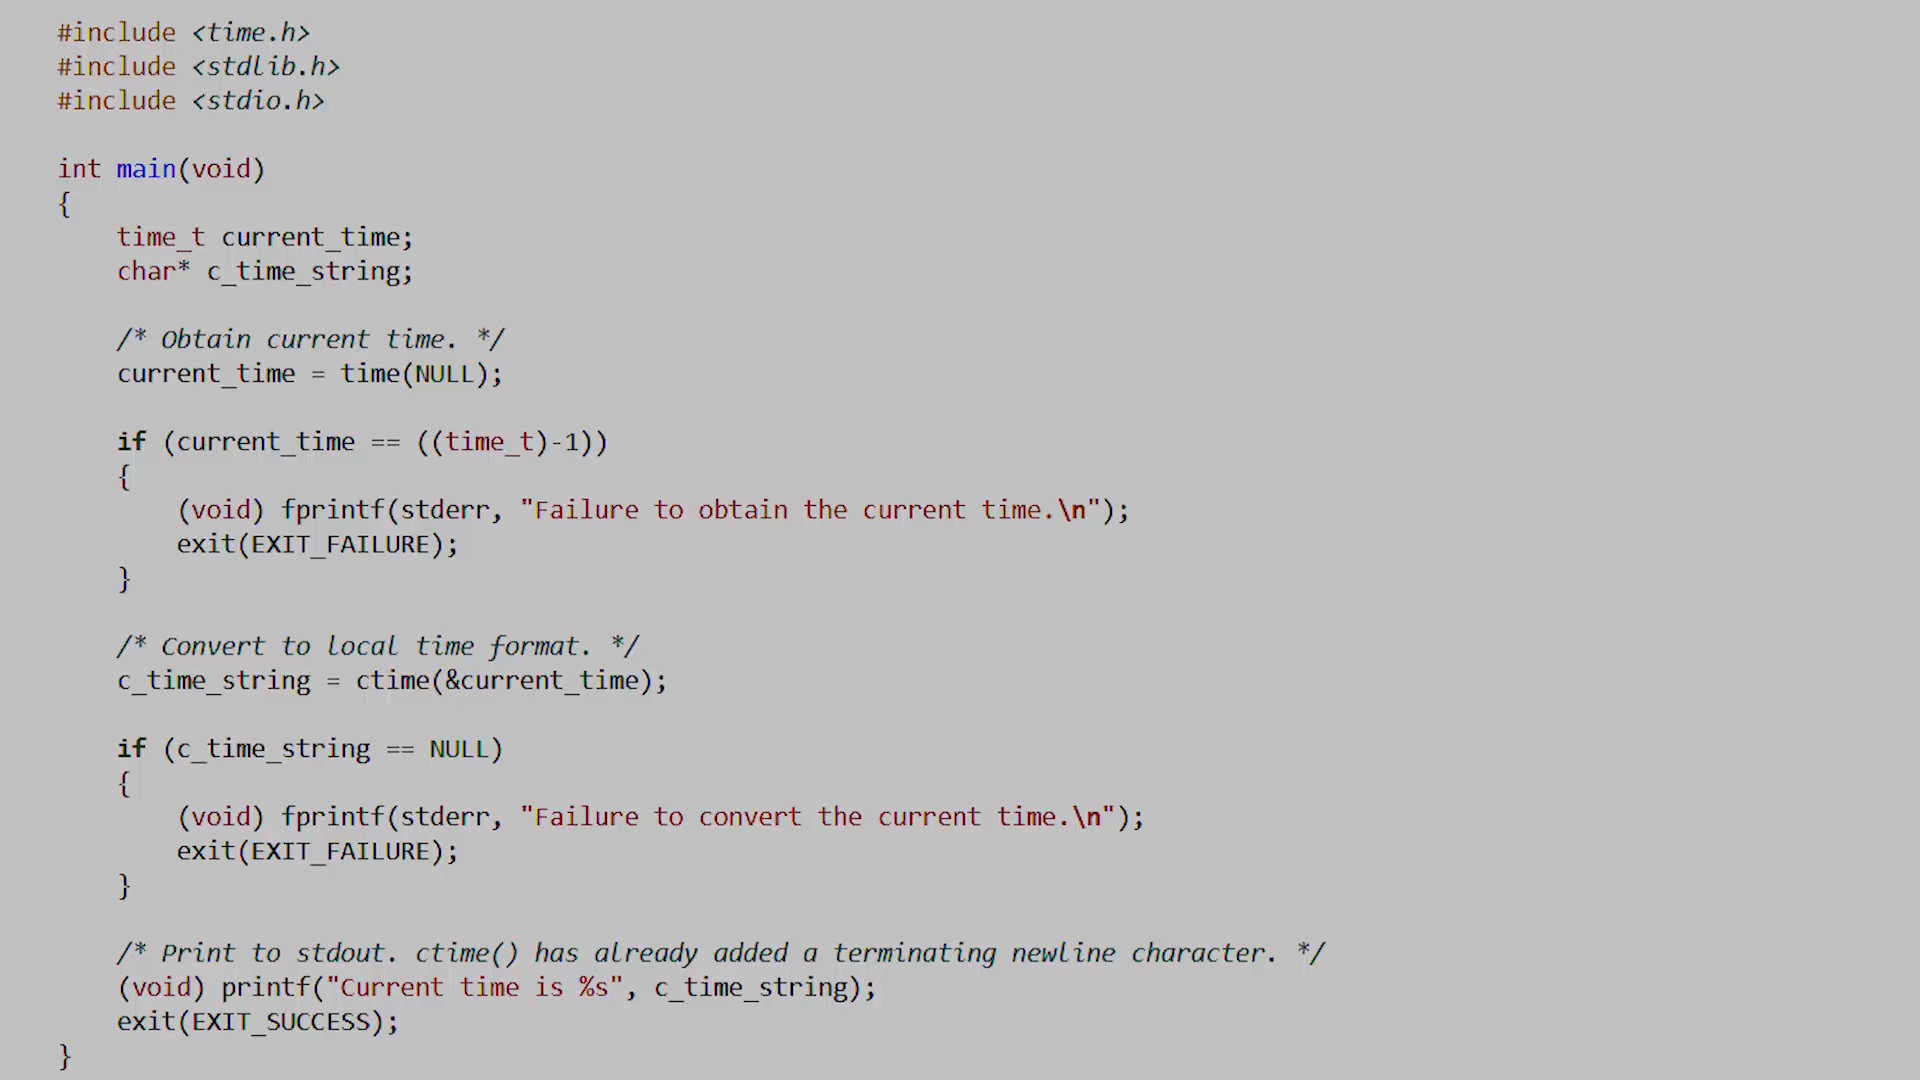 #include <time.h>
#include <stdlib.h>
#include <stdio.h>

int main(void)
{
    time_t current_time;
    char* c_time_string;

    /* Obtain current time. */
    current_time = time(NULL);

    if (current_time == ((time_t)-1))
    {
        (void) fprintf(stderr, "Failure to obtain the current time.\n");
        exit(EXIT_FAILURE);
    }

    /* Convert to local time format. */
    c_time_string = ctime(&current_time);

    if (c_time_string == NULL)
    {
        (void) fprintf(stderr, "Failure to convert the current time.\n");
        exit(EXIT_FAILURE);
    }

    /* Print to stdout. ctime() has already added a terminating newline character. */
    (void) printf("Current time is %s", c_time_string);
    exit(EXIT_SUCCESS);
}